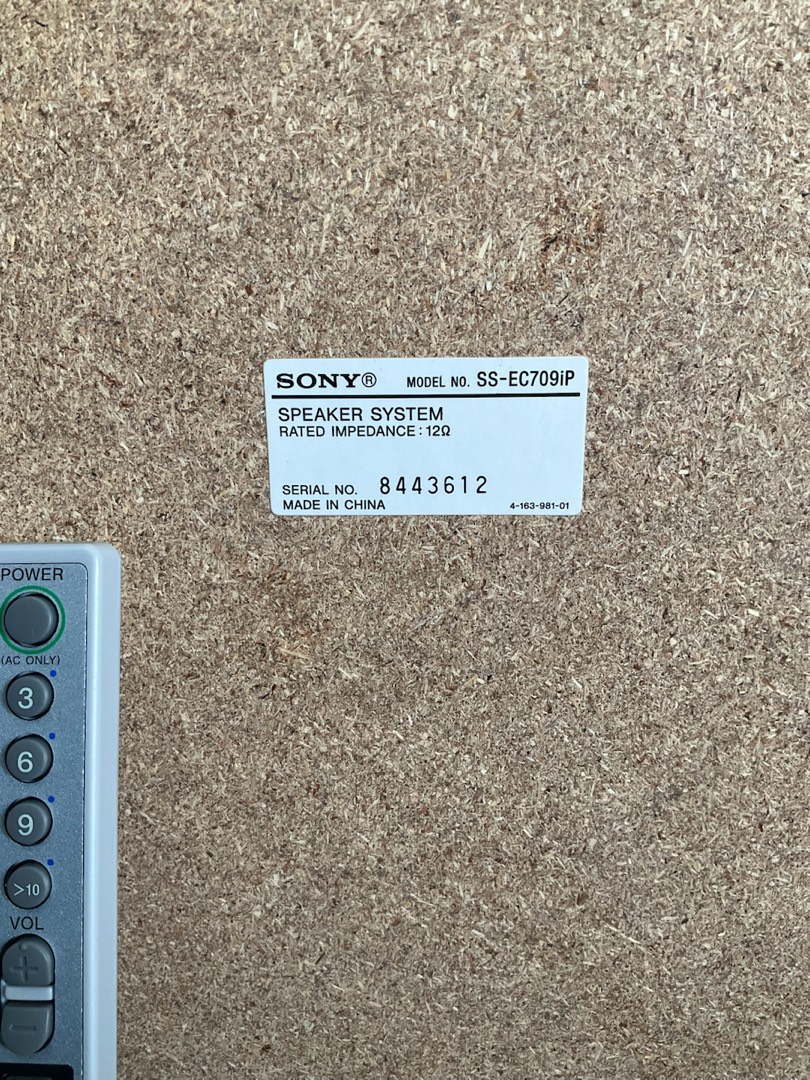 SONY® MODEL NO. SS-EC709iP
SPEAKER SYSTEM
RATED IMPEDANCE : 12Ω
SERIAL NO. 8443612
MADE IN CHINA 4-163-981-01
POWER
(AC ONLY)
3
6
9
>10
VOL
+
−